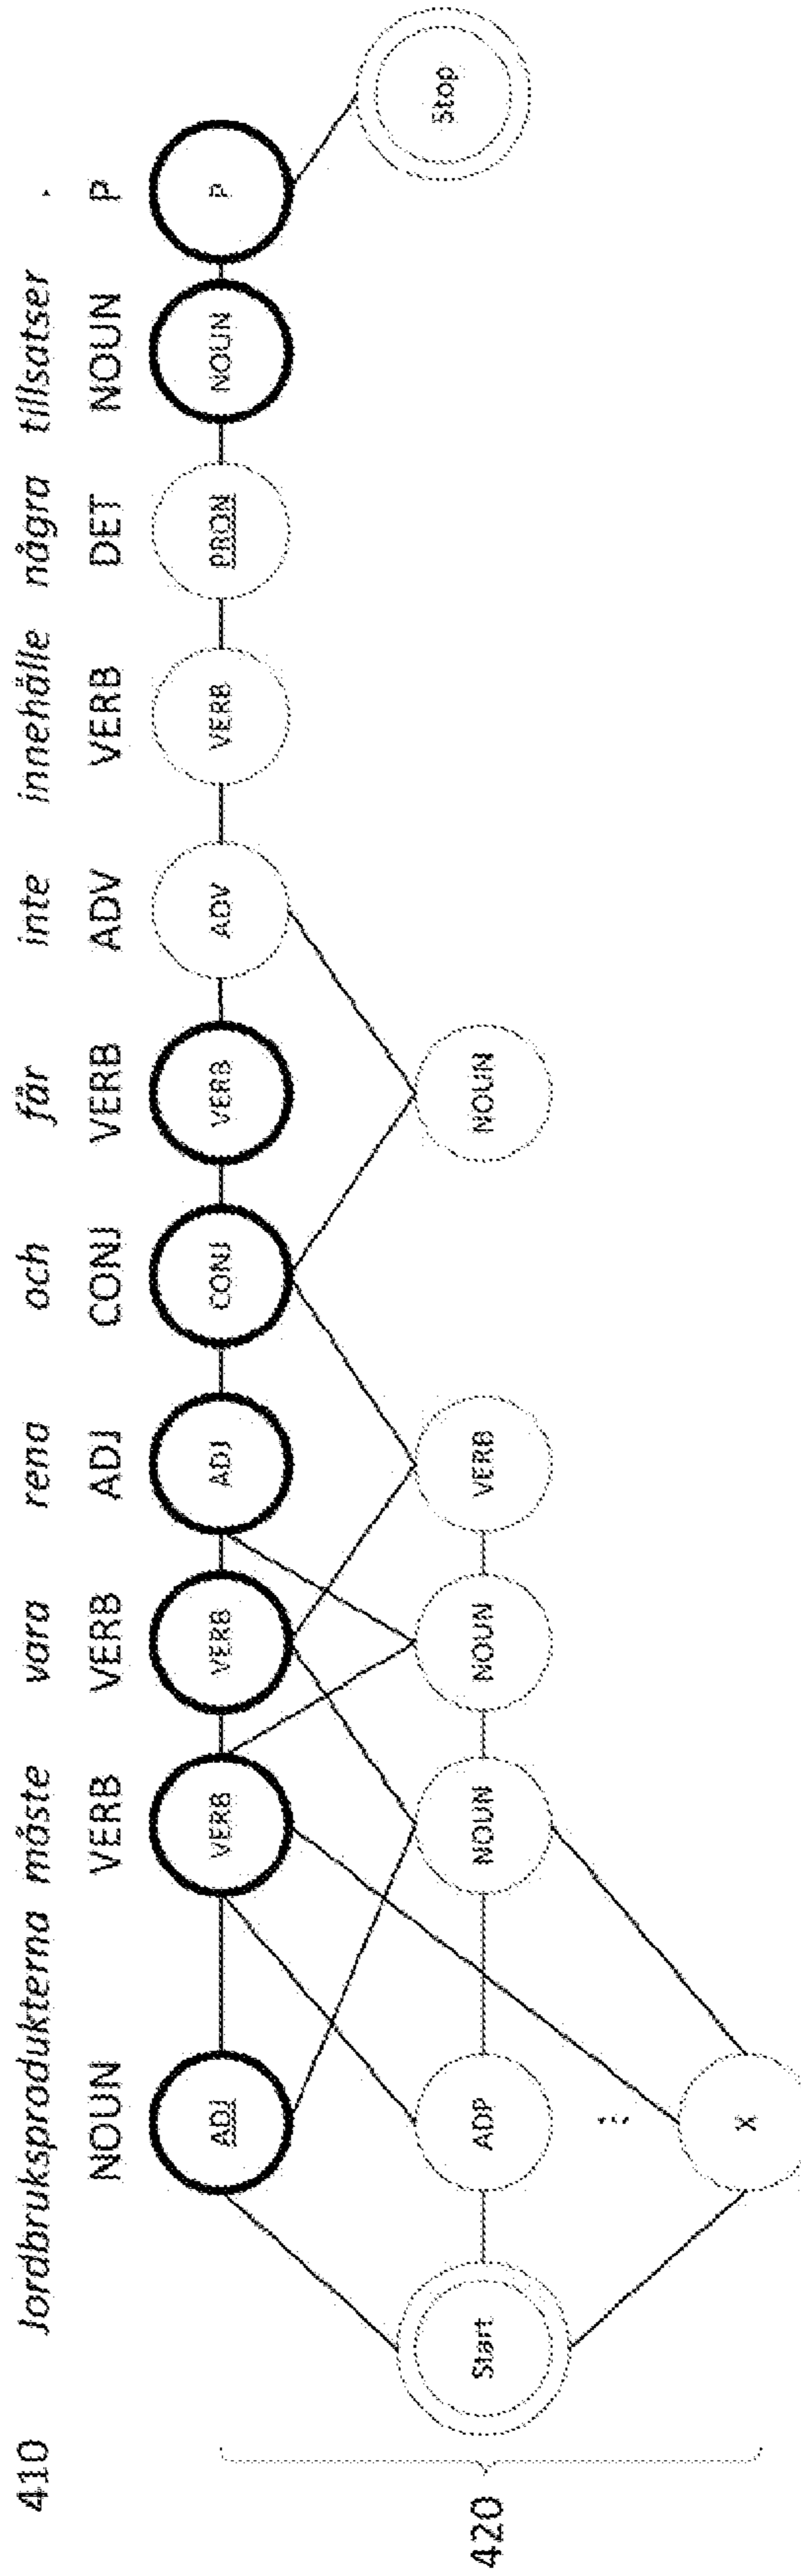 410 Jordbruksprodukterna måste vara rena och får inte innehålle några tillsatser .
NOUN VERB VERB ADJ CONJ VERB ADV VERB DET NOUN P
ADJ VERB VERB ADJ CONJ VERB ADV VERB PRON NOUN P
420 Start ADP NOUN NOUN VERB NOUN Stop
X